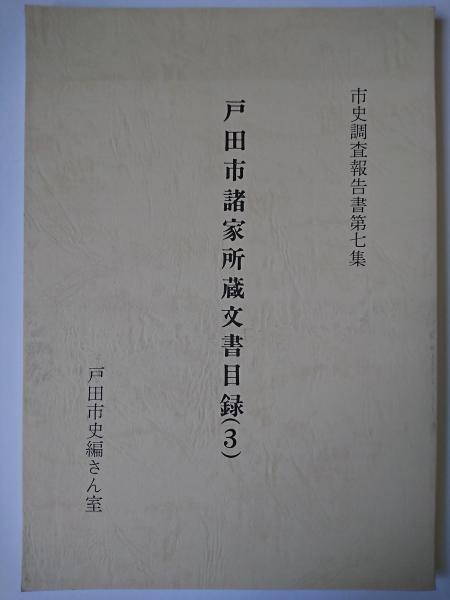 市史調査報告書第七集
戸田市諸家所蔵文書目録(3)
戸田市史編さん室